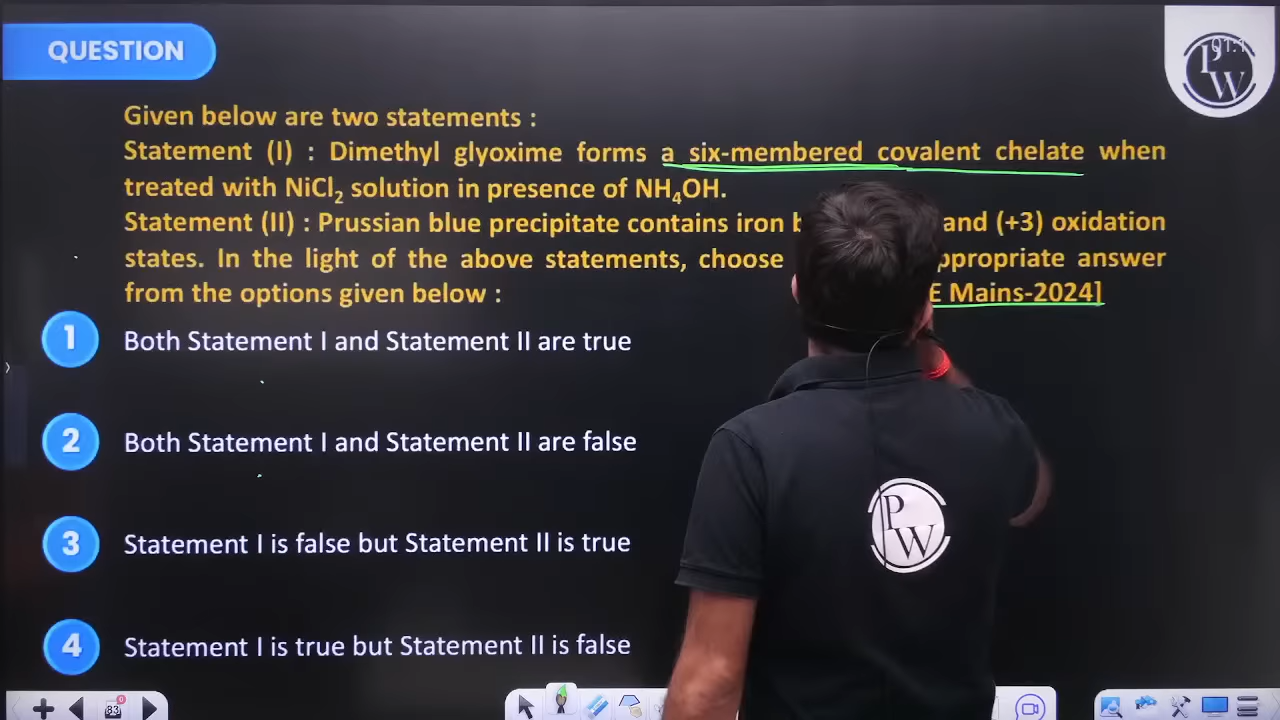 QUESTION
Given below are two statements :
Statement (I) : Dimethyl glyoxime forms a six-membered covalent chelate when
treated with NiCl₂ solution in presence of NH₄OH.
Statement (II) : Prussian blue precipitate contains iron and (+3) oxidation
states. In the light of the above statements, choose appropriate answer
from the options given below : Mains-2024]
1 Both Statement I and Statement II are true
2 Both Statement I and Statement II are false
3 Statement I is false but Statement II is true
4 Statement I is true but Statement II is false
PW
PW
83